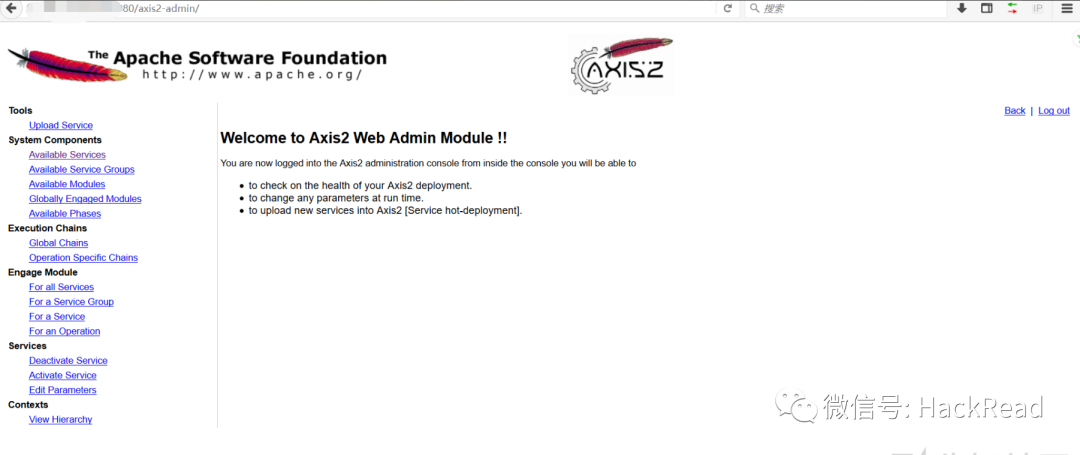 80/axis2-admin/
搜索
IP
The Apache Software Foundation
http://www.apache.org/
AXIS2
Back | Log out
Tools
Upload Service
System Components
Available Services
Available Service Groups
Available Modules
Globally Engaged Modules
Available Phases
Execution Chains
Global Chains
Operation Specific Chains
Engage Module
For all Services
For a Service Group
For a Service
For an Operation
Services
Deactivate Service
Activate Service
Edit Parameters
Contexts
View Hierarchy
Welcome to Axis2 Web Admin Module !!
You are now logged into the Axis2 administration console from inside the console you will be able to
to check on the health of your Axis2 deployment.
to change any parameters at run time.
to upload new services into Axis2 [Service hot-deployment].
微信号: HackRead